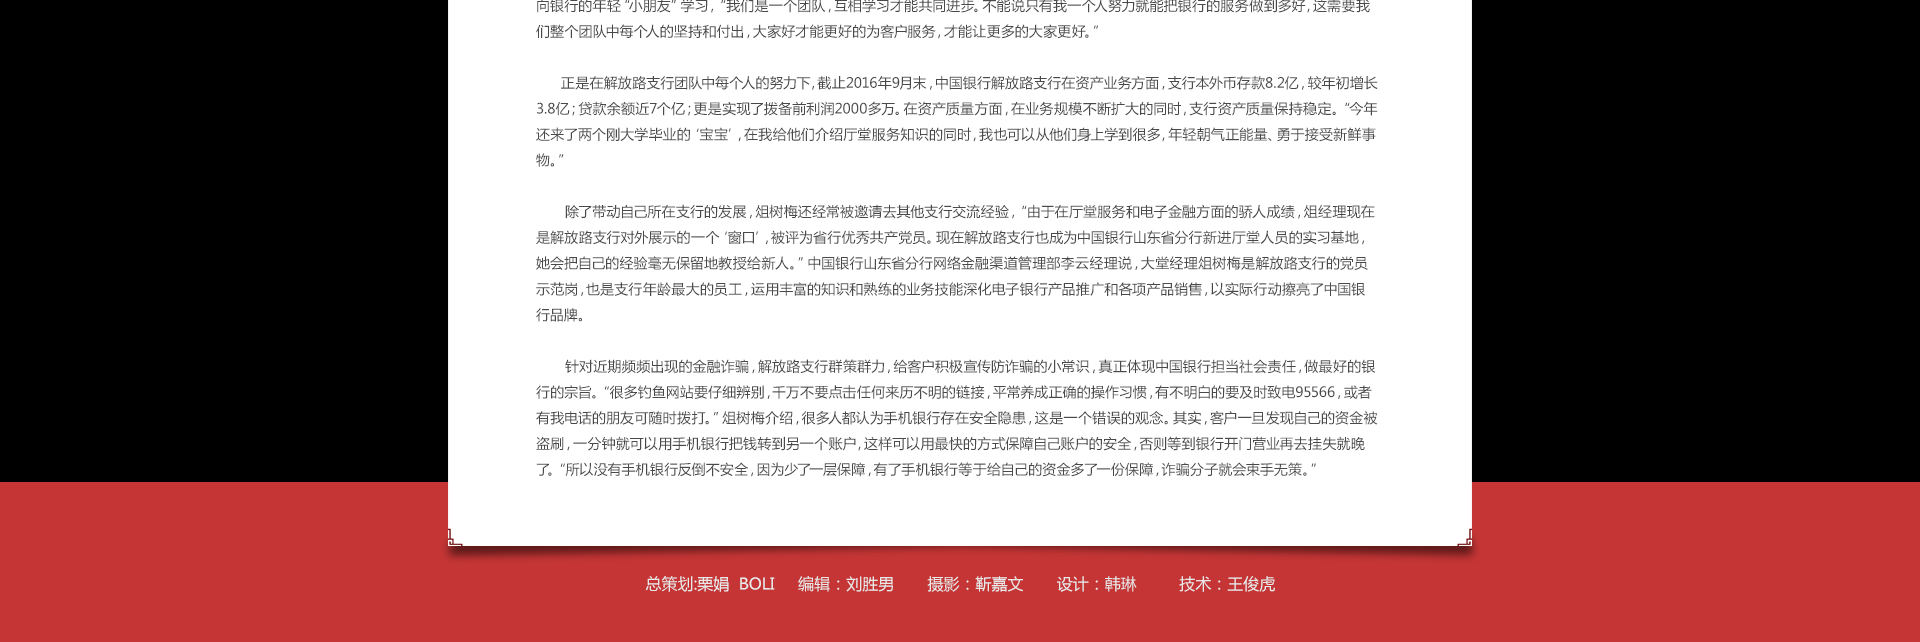 向银行的年轻“小朋友”学习，“我们是一个团队，互相学习才能共同进步。不能说只有我一个人努力就能把银行的服务做到多好，这需要我
们整个团队中每个人的坚持和付出，大家好才能更好的为客户服务，才能让更多的大家更好。”
正是在解放路支行团队中每个人的努力下，截止2016年9月末，中国银行解放路支行在资产业务方面，支行本外币存款8.2亿，较年初增长
3.8亿；贷款余额近7个亿；更是实现了拨备前利润2000多万。在资产质量方面，在业务规模不断扩大的同时，支行资产质量保持稳定。“今年
还来了两个刚大学毕业的‘宝宝’，在我给他们介绍厅堂服务知识的同时，我也可以从他们身上学到很多，年轻朝气正能量、勇于接受新鲜事
物。”
除了带动自己所在支行的发展，俎树梅还经常被邀请去其他支行交流经验，“由于在厅堂服务和电子金融方面的骄人成绩，俎经理现在
是解放路支行对外展示的一个‘窗口’，被评为省行优秀共产党员。现在解放路支行也成为中国银行山东省分行新进厅堂人员的实习基地，
她会把自己的经验毫无保留地教授给新人。”中国银行山东省分行网络金融渠道管理部李云经理说，大堂经理俎树梅是解放路支行的党员
示范岗，也是支行年龄最大的员工，运用丰富的知识和熟练的业务技能深化电子银行产品推广和各项产品销售，以实际行动擦亮了中国银
行品牌。
针对近期频频出现的金融诈骗，解放路支行群策群力，给客户积极宣传防诈骗的小常识，真正体现中国银行担当社会责任，做最好的银
行的宗旨。“很多钓鱼网站要仔细辨别，千万不要点击任何来历不明的链接，平常养成正确的操作习惯，有不明白的要及时致电95566，或者
有我电话的朋友可随时拨打。”俎树梅介绍，很多人都认为手机银行存在安全隐患，这是一个错误的观念。其实，客户一旦发现自己的资金被
盗刷，一分钟就可以用手机银行把钱转到另一个账户，这样可以用最快的方式保障自己账户的安全，否则等到银行开门营业再去挂失就晚
了。“所以没有手机银行反倒不安全，因为少了一层保障，有了手机银行等于给自己的资金多了一份保障，诈骗分子就会束手无策。”
总策划:栗娟 BOLI 编辑：刘胜男 摄影：靳嘉文 设计：韩琳 技术：王俊虎